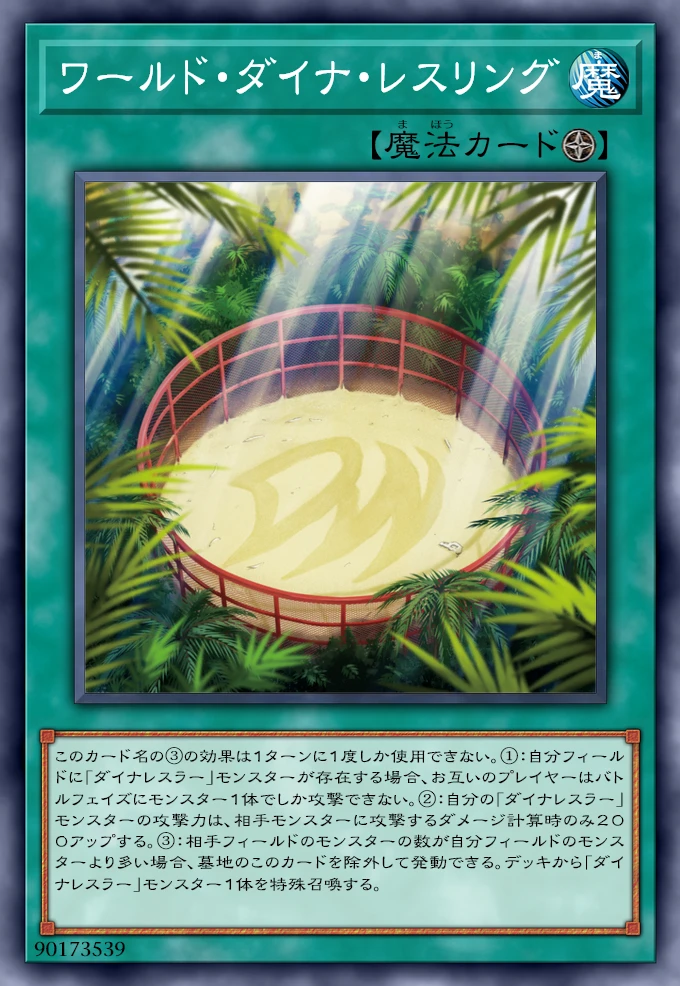 ワールド・ダイナ・レスリング 魔
ま
ま ほう
【魔法カード】
DW
このカード名の③の効果は1ターンに1度しか使用できない。①:自分フィール
ドに「ダイナレスラー」モンスターが存在する場合、お互いのプレイヤーはバト
ルフェイズにモンスター1体でしか攻撃できない。②:自分の「ダイナレスラー」
モンスターの攻撃力は、相手モンスターに攻撃するダメージ計算時のみ20
0アップする。③:相手フィールドのモンスターの数が自分フィールドのモンス
ターより多い場合、墓地のこのカードを除外して発動できる。デッキから「ダイ
ナレスラー」モンスター1体を特殊召喚する。
90173539